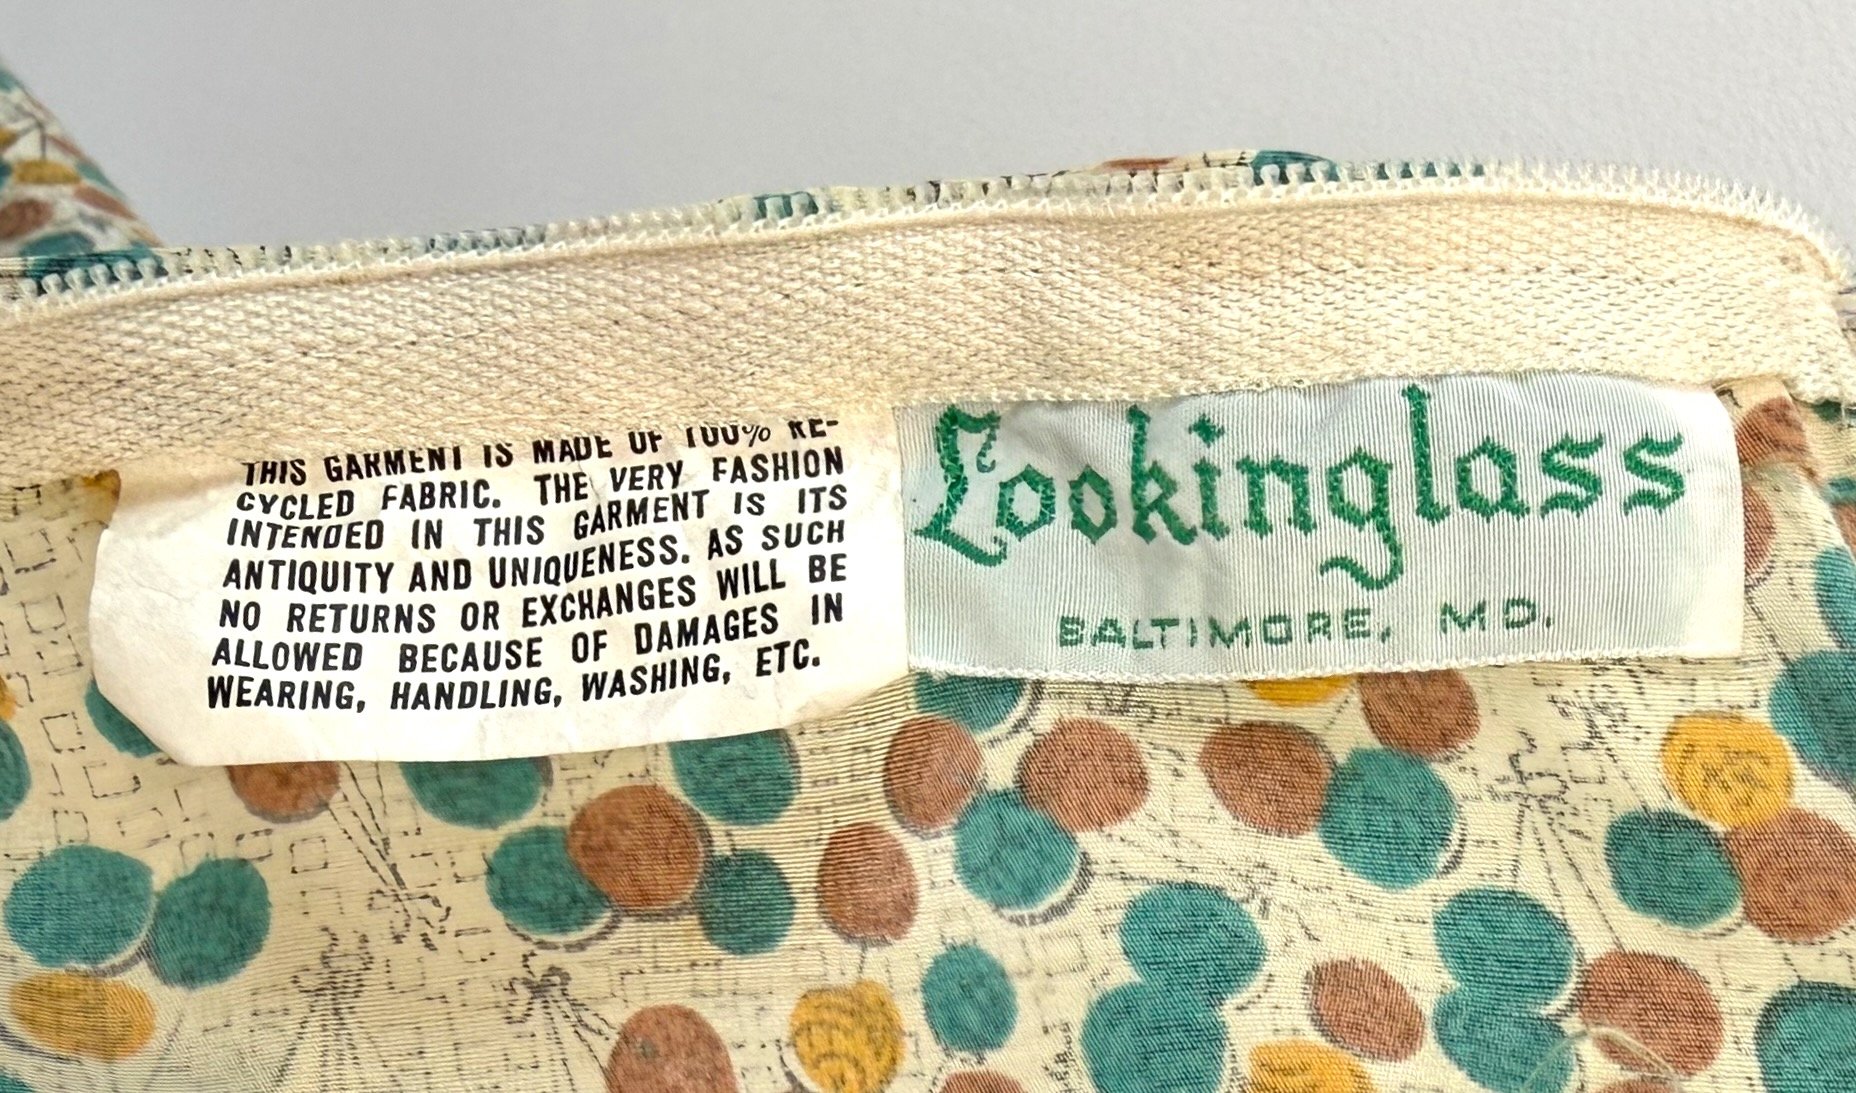 THIS GARMENT IS MADE OF 100% RE-
CYCLED FABRIC. THE VERY FASHION
INTENDED IN THIS GARMENT IS ITS
ANTIQUITY AND UNIQUENESS. AS SUCH
NO RETURNS OR EXCHANGES WILL BE
ALLOWED BECAUSE OF DAMAGES IN
WEARING, HANDLING, WASHING, ETC.
Lookinglass
BALTIMORE, MD.